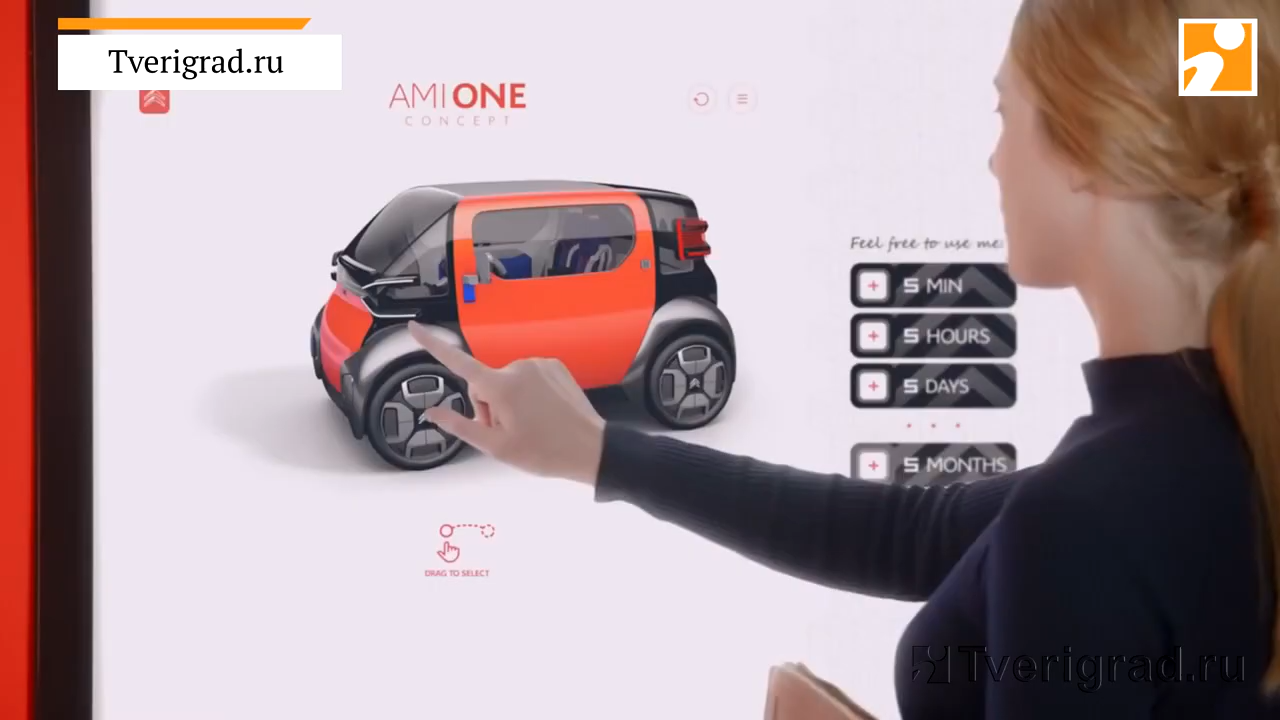 Tverigrad.ru
AMI ONE
CONCEPT
Feel free to use me:
+ 5 MIN
+ 5 HOURS
+ 5 DAYS
+ 5 MONTHS
DRAG TO SELECT
Tverigrad.ru